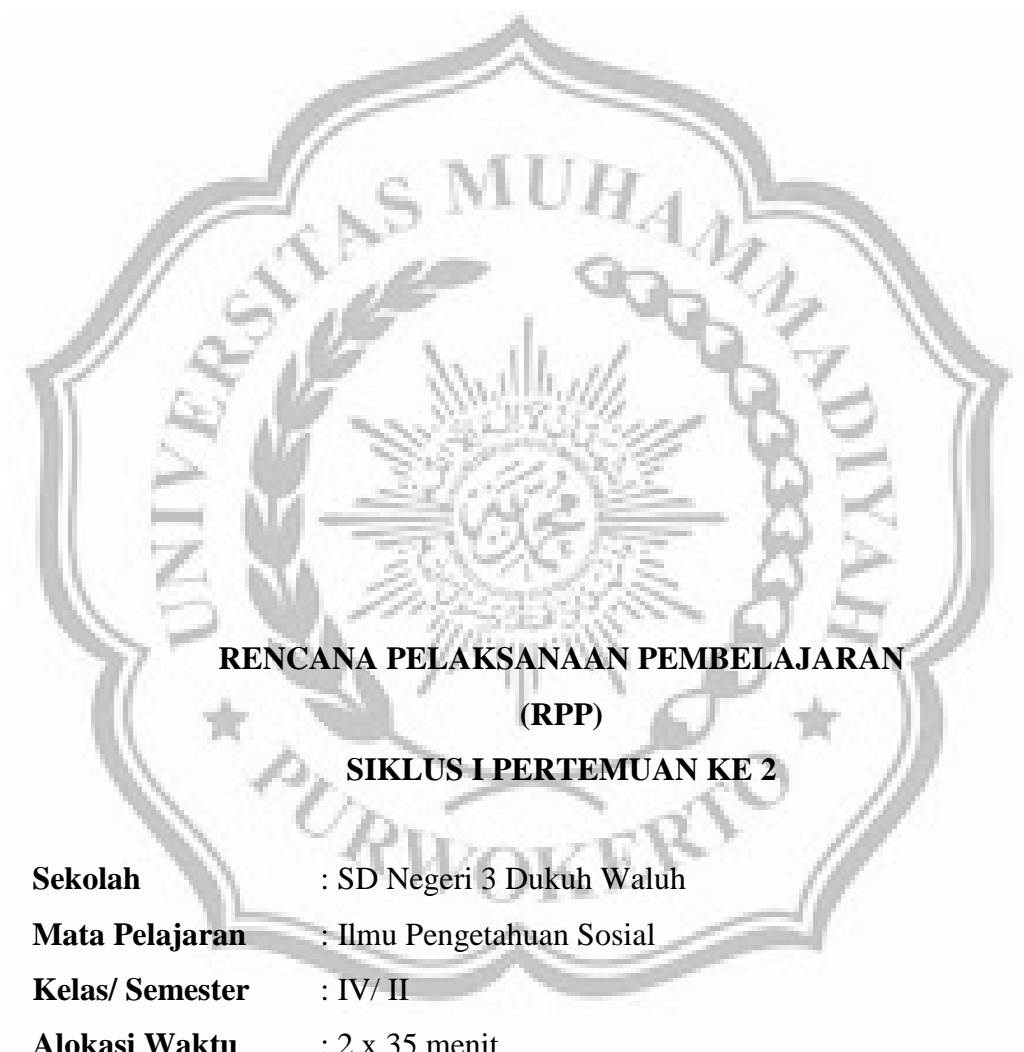 UNIVERSITAS MUHAMMADIYAH
PURWOKERTO
RENCANA PELAKSANAAN PEMBELAJARAN
(RPP)
SIKLUS I PERTEMUAN KE 2
Sekolah : SD Negeri 3 Dukuh Waluh
Mata Pelajaran : Ilmu Pengetahuan Sosial
Kelas/ Semester : IV/ II
Alokasi Waktu : 2 x 35 menit